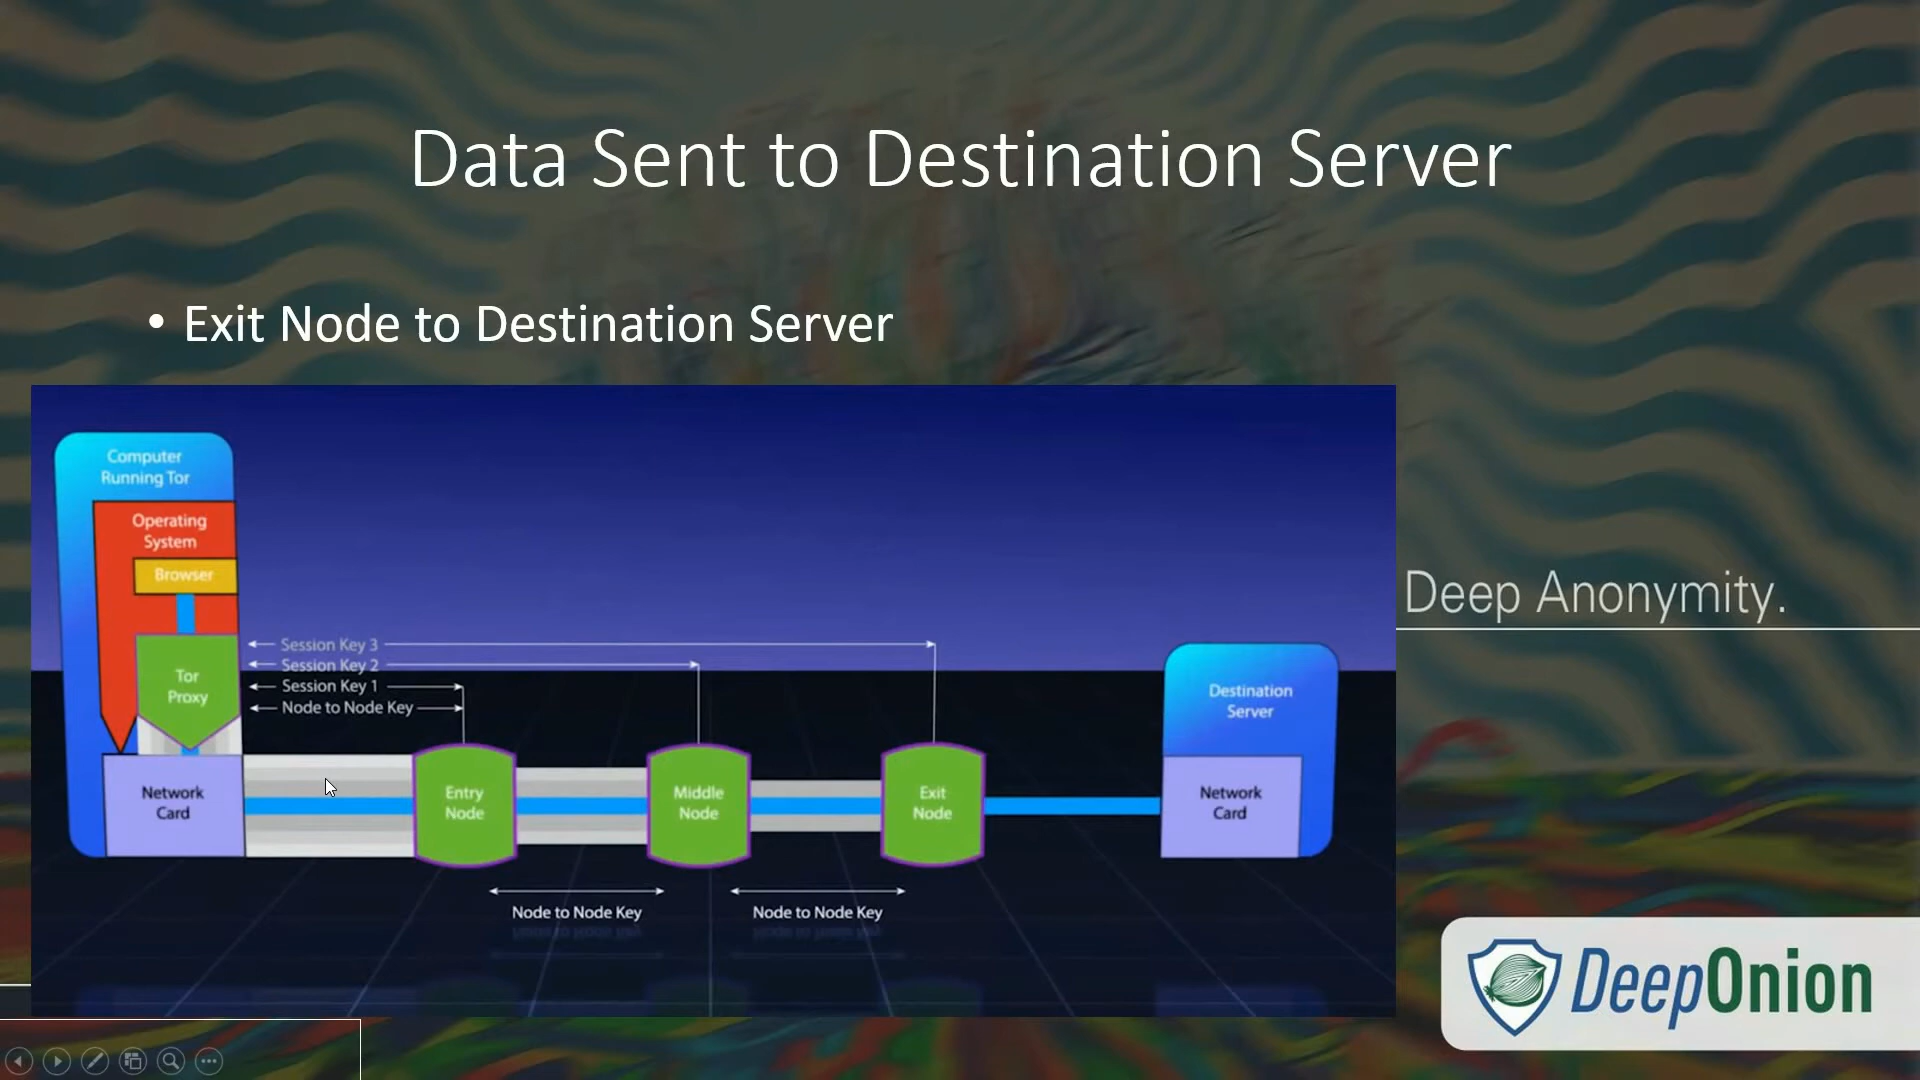 Data Sent to Destination Server
• Exit Node to Destination Server
Computer
Running Tor
Operating
System
Browser
Tor
Proxy
Network
Card
Session Key 3
Session Key 2
Session Key 1
Node to Node Key
Entry
Node
Middle
Node
Exit
Node
Node to Node Key
Node to Node Key
Destination
Server
Network
Card
Deep Anonymity.
DeepOnion